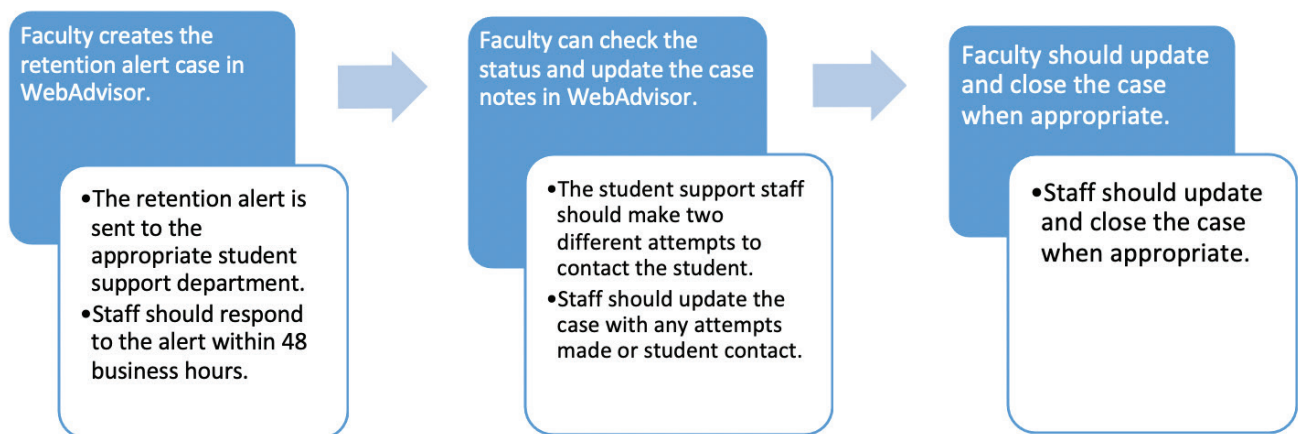 Faculty creates the
retention alert case in
WebAdvisor.
•The retention alert is
sent to the
appropriate student
support department.
•Staff should respond
to the alert within 48
business hours.
Faculty can check the
status and update the case
notes in WebAdvisor.
•The student support staff
should make two
different attempts to
contact the student.
•Staff should update the
case with any attempts
made or student contact.
Faculty should update
and close the case
when appropriate.
•Staff should update
and close the case
when appropriate.